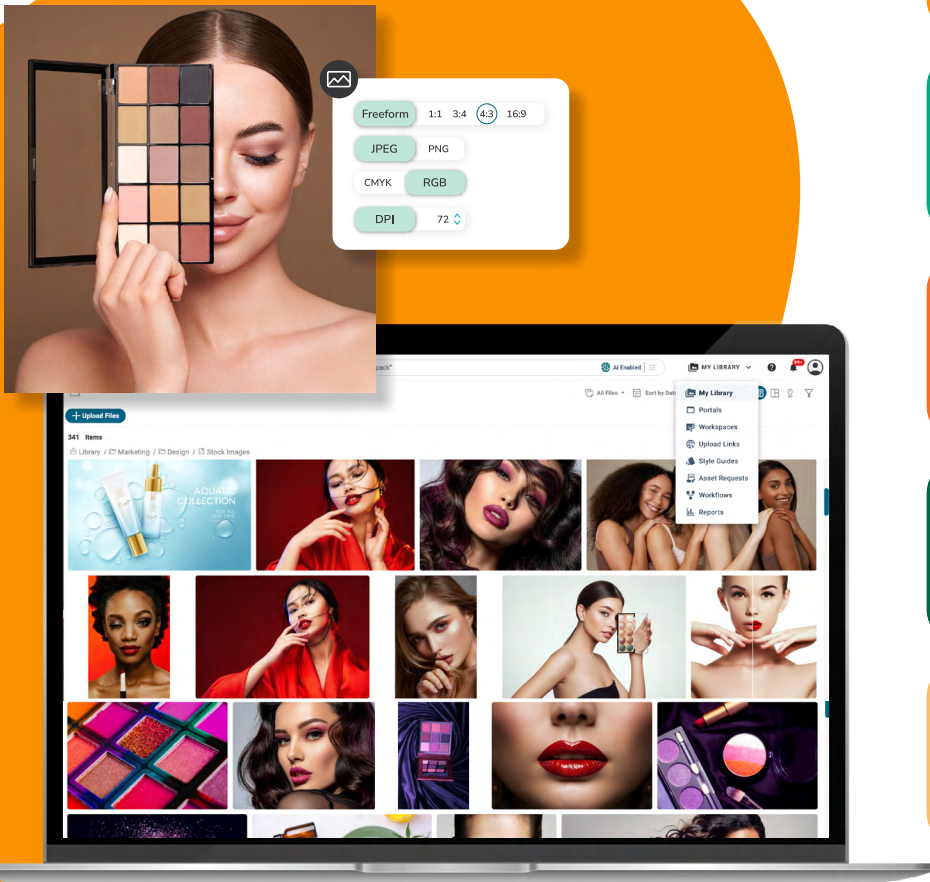 Freeform 1:1 3:4 4:3 16:9
JPEG PNG
CMYK RGB
DPI 72
pack"
AI Enabled
MY LIBRARY
99+
All Files
Sort by Date
My Library
Portals
Workspaces
Upload Links
Style Guides
Asset Requests
Workflows
Reports
+ Upload Files
341 Items
Library / Marketing / Design / Stock Images
AQUATIC
COLLECTION